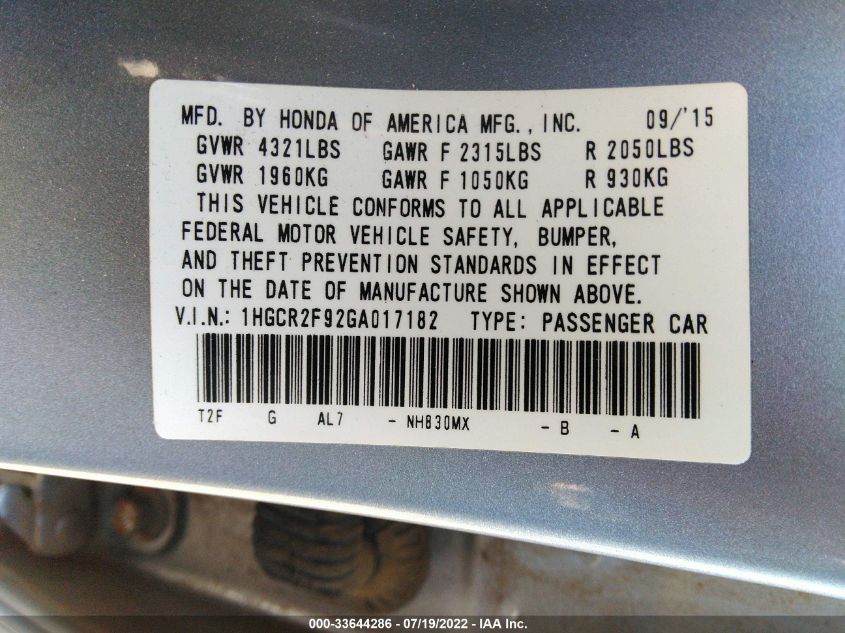 MFD. BY HONDA OF AMERICA MFG., INC. 09/'15
GVWR 4321LBS GAWR F 2315LBS R 2050LBS
GVWR 1960KG GAWR F 1050KG R 930KG
THIS VEHICLE CONFORMS TO ALL APPLICABLE
FEDERAL MOTOR VEHICLE SAFETY, BUMPER,
AND THEFT PREVENTION STANDARDS IN EFFECT
ON THE DATE OF MANUFACTURE SHOWN ABOVE.
V.I.N.: 1HGCR2F92GA017182 TYPE: PASSENGER CAR
T2F G AL7 - NH830MX - B - A
000-33644286 - 07/19/2022 - IAA Inc.